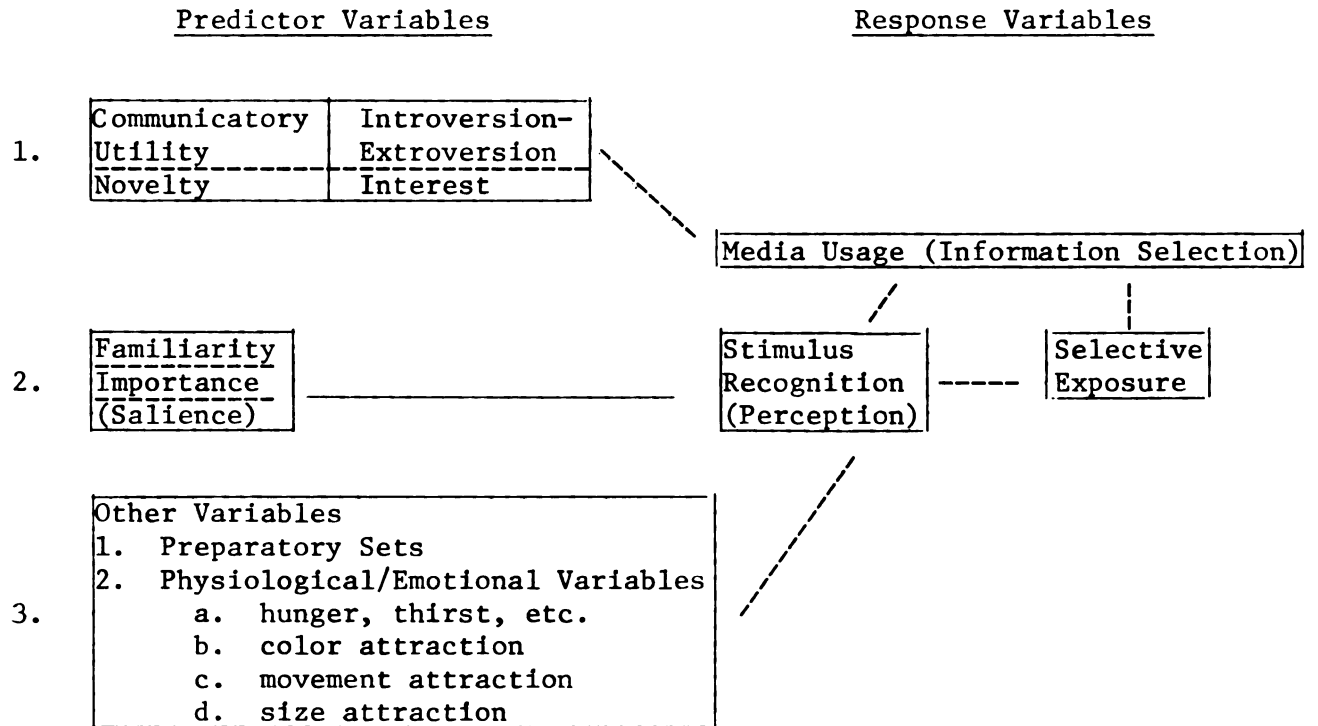 Predictor Variables Response Variables
1. Communicatory Utility Introversion-Extroversion
Novelty Interest
Media Usage (Information Selection)
2. Familiarity
Importance
(Salience)
Stimulus
Recognition
(Perception)
Selective
Exposure
3. Other Variables
1. Preparatory Sets
2. Physiological/Emotional Variables
a. hunger, thirst, etc.
b. color attraction
c. movement attraction
d. size attraction